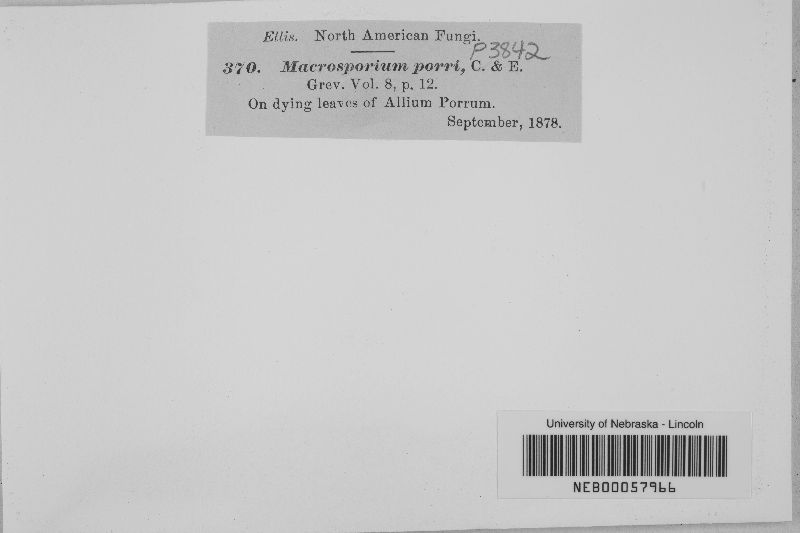 Ellis. North American Fungi.
P3842
370. Macrosporium porri, C. & E.
Grev. Vol. 8, p. 12.
On dying leaves of Allium Porrum.
September, 1878.
University of Nebraska - Lincoln
NEB00057966